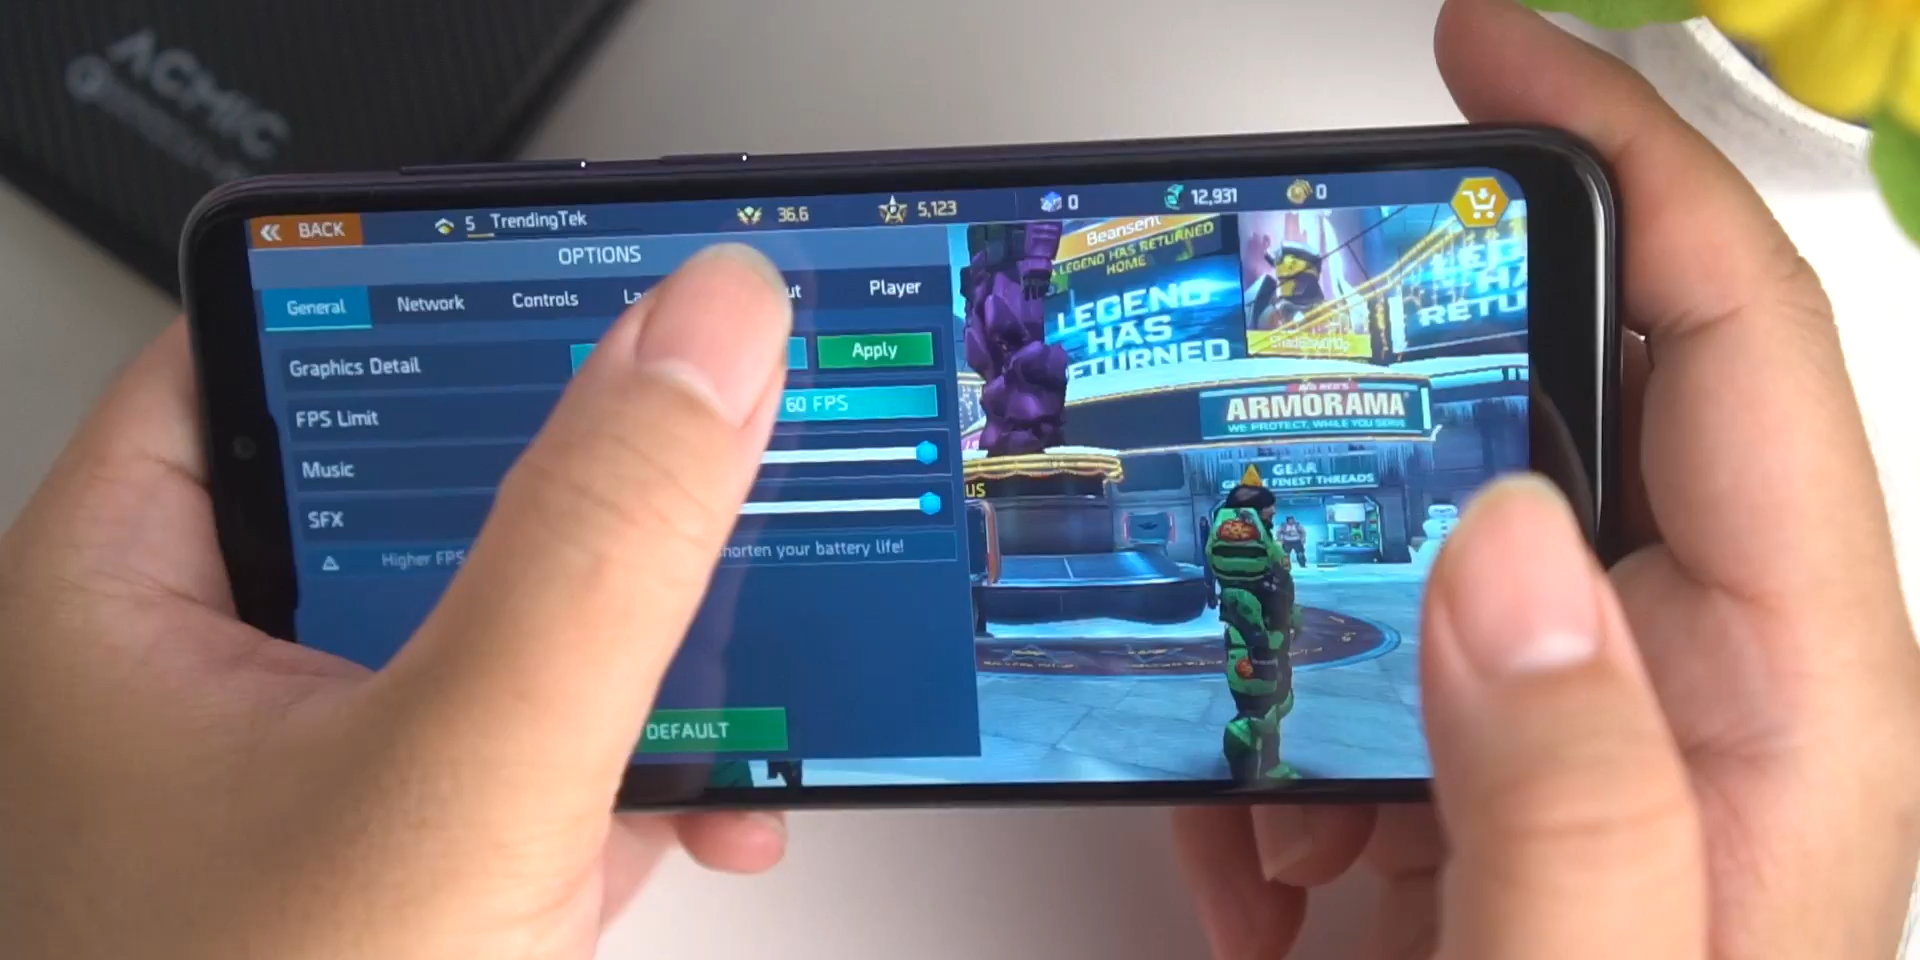 ACMIC
BACK
5 TrendingTek
36,6
5,123
0
12,931
0
OPTIONS
General
Network
Controls
Player
Graphics Detail
Apply
FPS Limit
60 FPS
Music
SFX
Higher FPS
shorten your battery life!
DEFAULT
Beansent
LEGEND HAS RETURNED
HOME
LEGEND
HAS
RETURNED
ARMORAMA
WE PROTECT, WHILE YOU SERVE
GEAR
FINEST THREADS
US